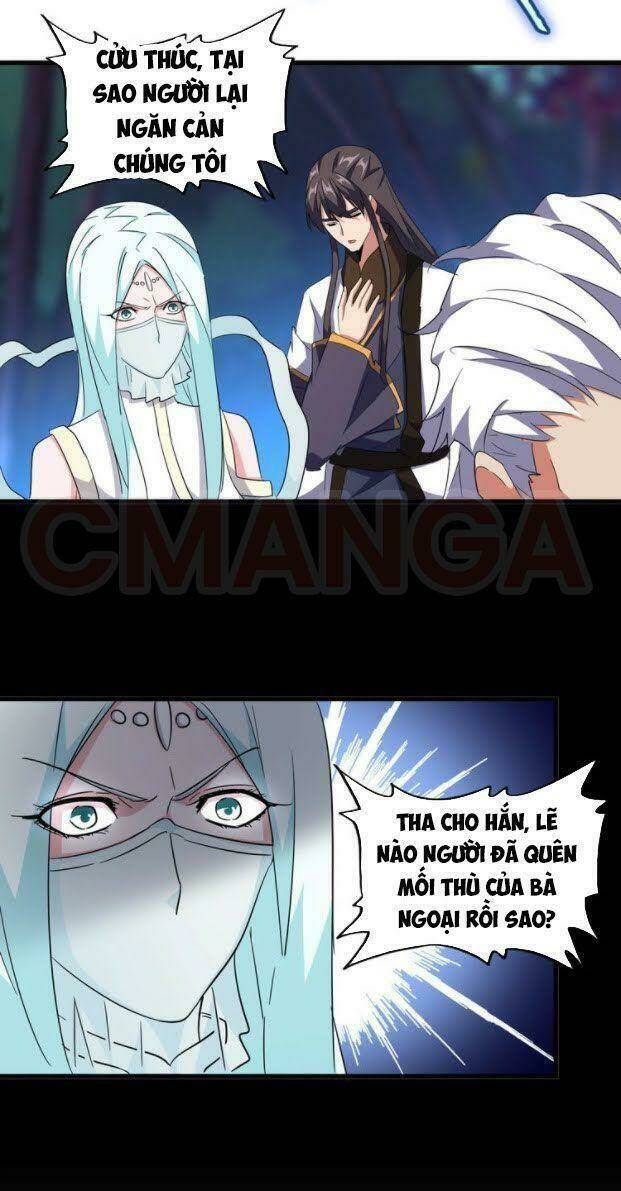 CỬU THÚC, TẠI
SAO NGƯỜI LẠI
NGĂN CẢN
CHÚNG TÔI
CMANGA
THA CHO HẮN, LẼ
NÀO NGƯỜI ĐÃ QUÊN
MỐI THÙ CỦA BÀ
NGOẠI RỒI SAO?